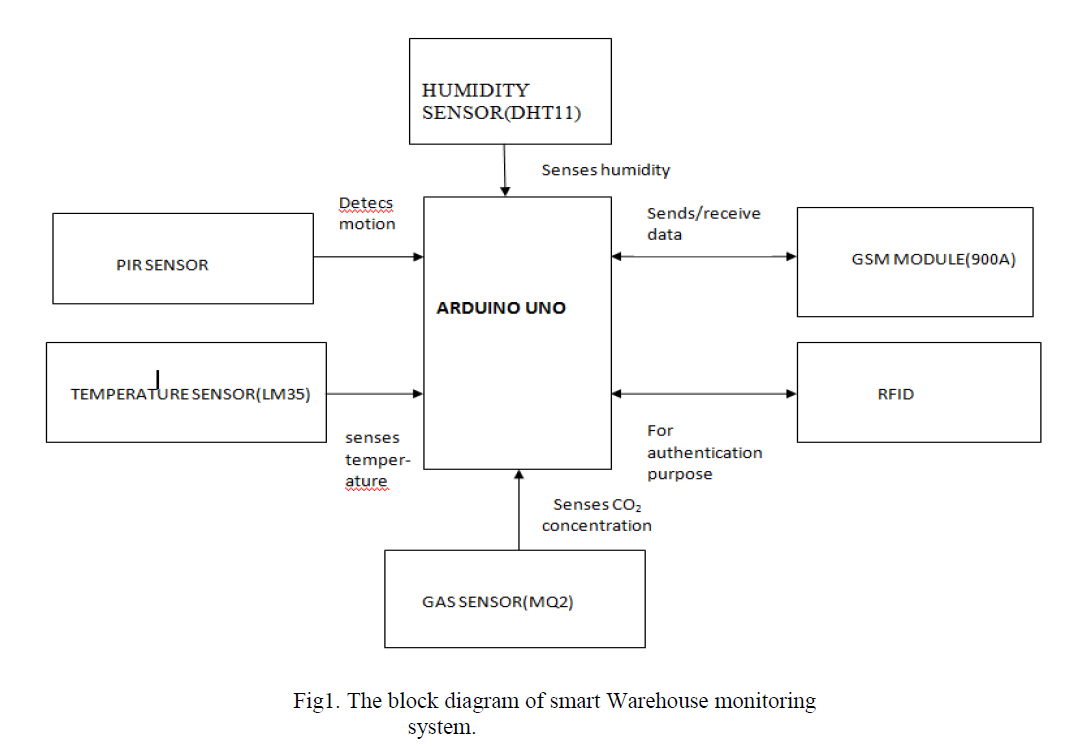 HUMIDITY
SENSOR(DHT11)
Senses humidity
Detecs
motion
Sends/receive
data
PIR SENSOR
GSM MODULE(900A)
ARDUINO UNO
TEMPERATURE SENSOR(LM35)
RFID
senses
temper-
ature
For
authentication
purpose
Senses CO₂
concentration
GAS SENSOR(MQ2)
Fig1. The block diagram of smart Warehouse monitoring
system.